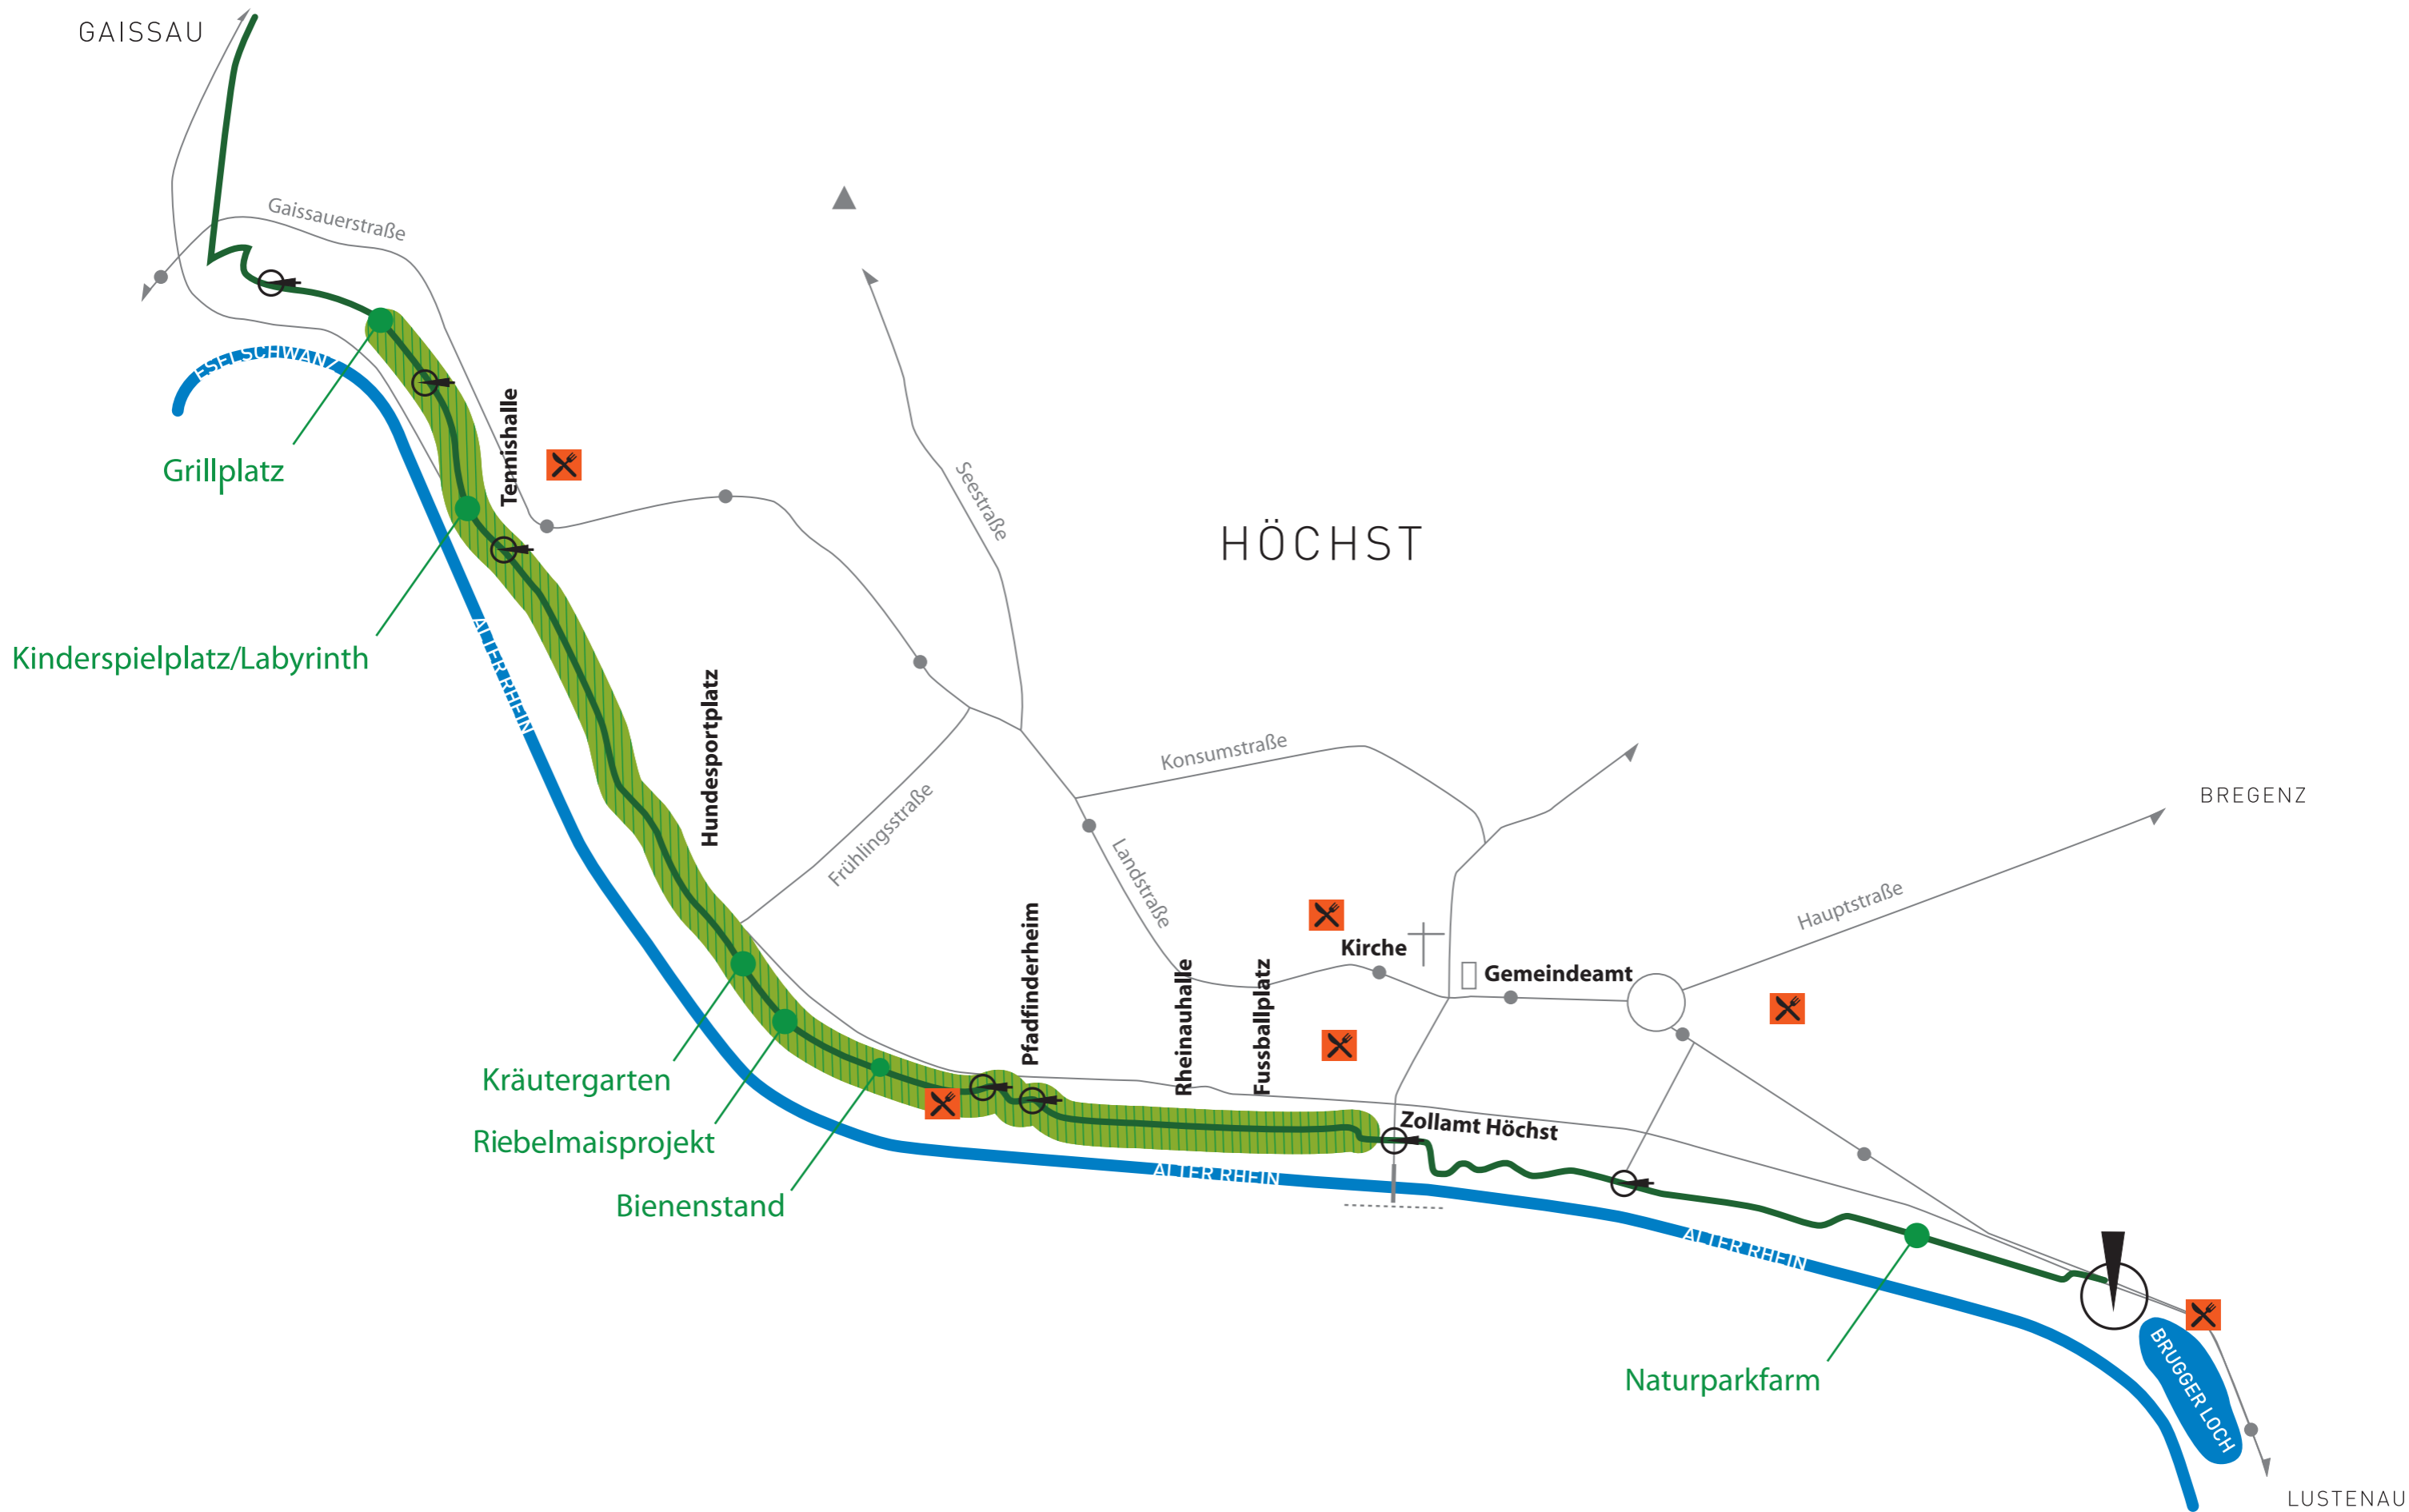 GAISSAU
Gaissauerstraße
ESELSCHWANZ
Tennishalle
Grillplatz
Seestraße
HÖCHST
Kinderspielplatz/Labyrinth
ALTER RHEIN
Hundesportplatz
Konsumstraße
Frühlingsstraße
BREGENZ
Landstraße
Hauptstraße
Pfadfinderheim
Kirche
Rheinauhalle
Fussballplatz
Gemeindeamt
Kräutergarten
Riebelmaisprojekt
Zollamt Höchst
Bienenstand
ALTER RHEIN
ALTER RHEIN
Naturparkfarm
BRUGGER LOCH
LUSTENAU